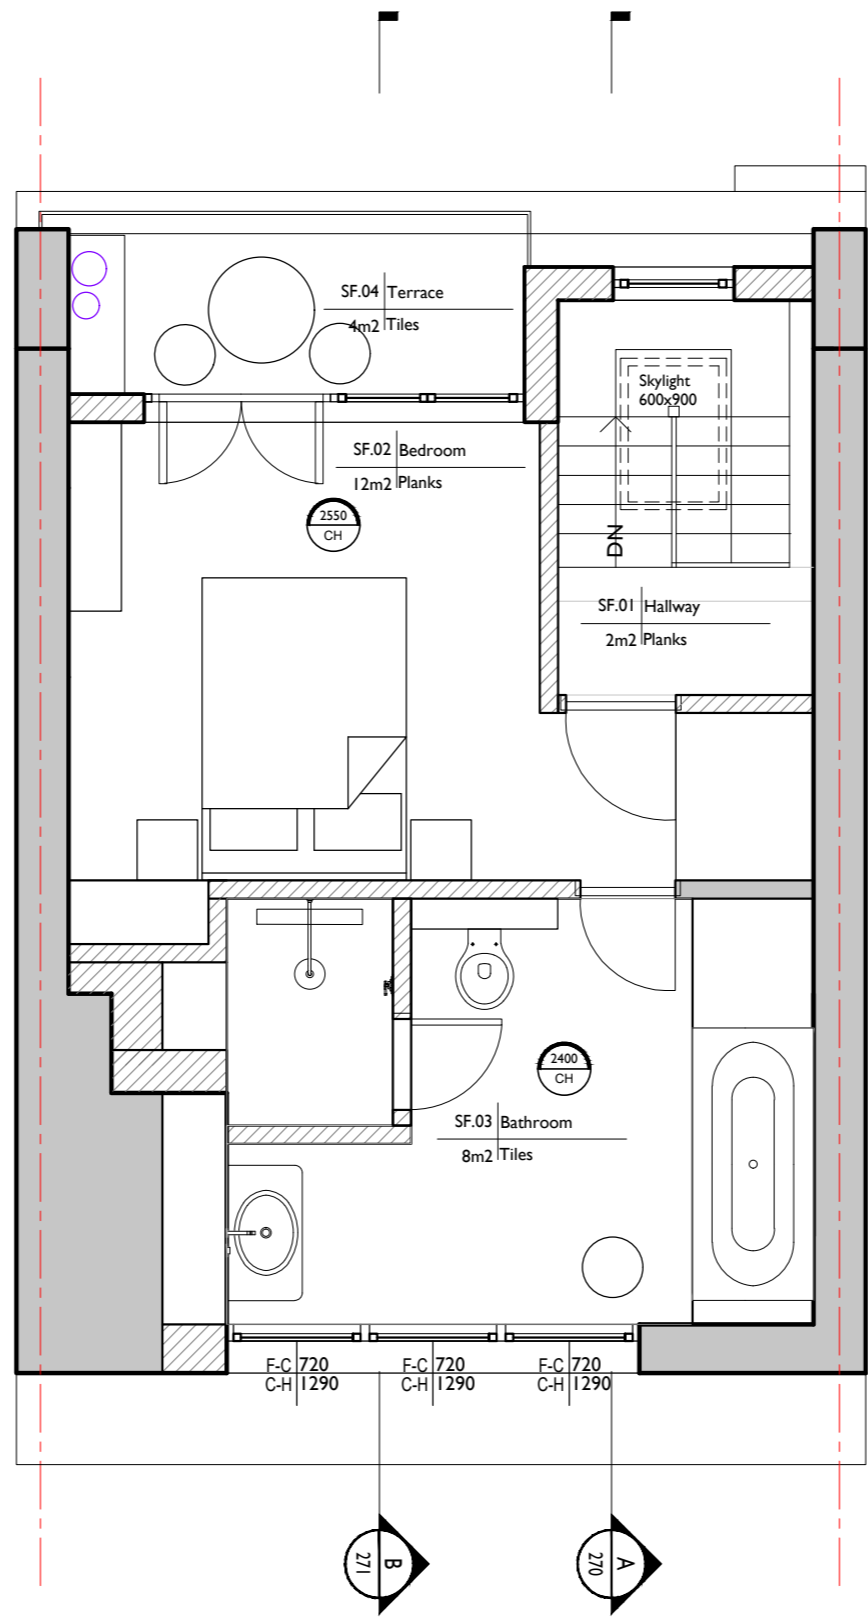 SF.04 Terrace
4m2 Tiles
Skylight
600x900
SF.02 Bedroom
12m2 Planks
2550
CH
DN
SF.01 Hallway
2m2 Planks
2400
CH
SF.03 Bathroom
8m2 Tiles
F-C 720
C-H 1290
F-C 720
C-H 1290
F-C 720
C-H 1290
B
271
A
270